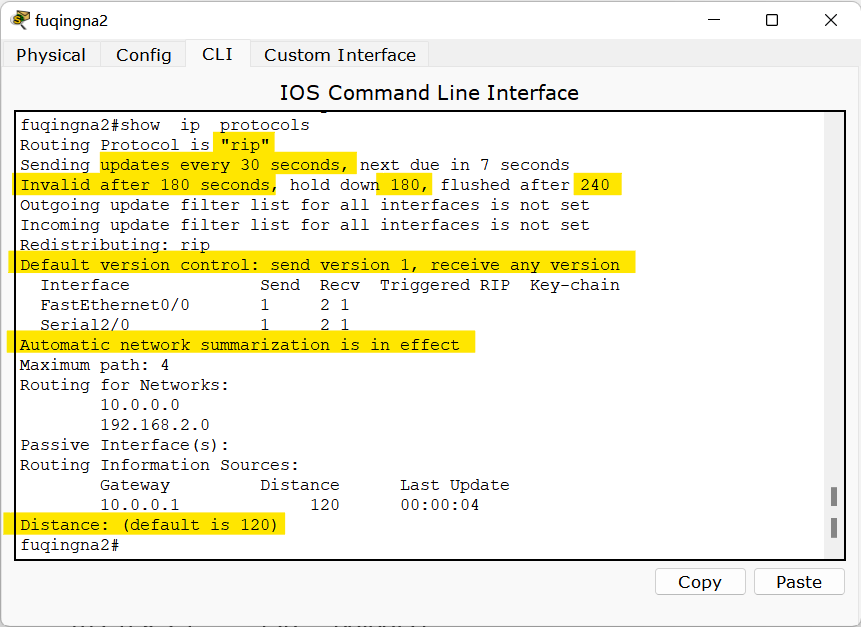 fuqingna2
Physical Config CLI Custom Interface
IOS Command Line Interface
fuqingna2#show ip protocols
Routing Protocol is "rip"
Sending updates every 30 seconds, next due in 7 seconds
Invalid after 180 seconds, hold down 180, flushed after 240
Outgoing update filter list for all interfaces is not set
Incoming update filter list for all interfaces is not set
Redistributing: rip
Default version control: send version 1, receive any version
Interface Send Recv Triggered RIP Key-chain
FastEthernet0/0 1 2 1
Serial2/0 1 2 1
Automatic network summarization is in effect
Maximum path: 4
Routing for Networks:
10.0.0.0
192.168.2.0
Passive Interface(s):
Routing Information Sources:
Gateway Distance Last Update
10.0.0.1 120 00:00:04
Distance: (default is 120)
fuqingna2#
Copy Paste